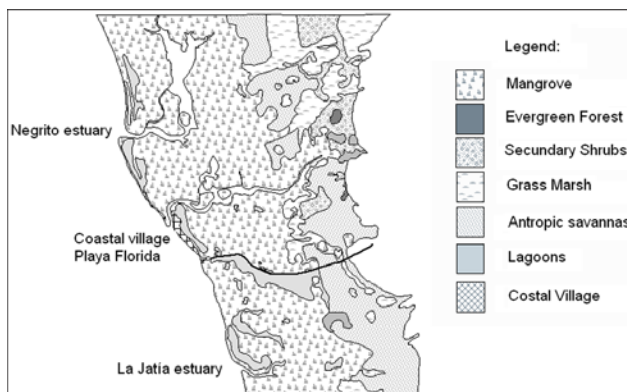 Legend:
Mangrove
Evergreen Forest
Secundary Shrubs
Grass Marsh
Antropic savannas
Lagoons
Costal Village
Negrito estuary
Coastal village
Playa Florida
La Jatía estuary